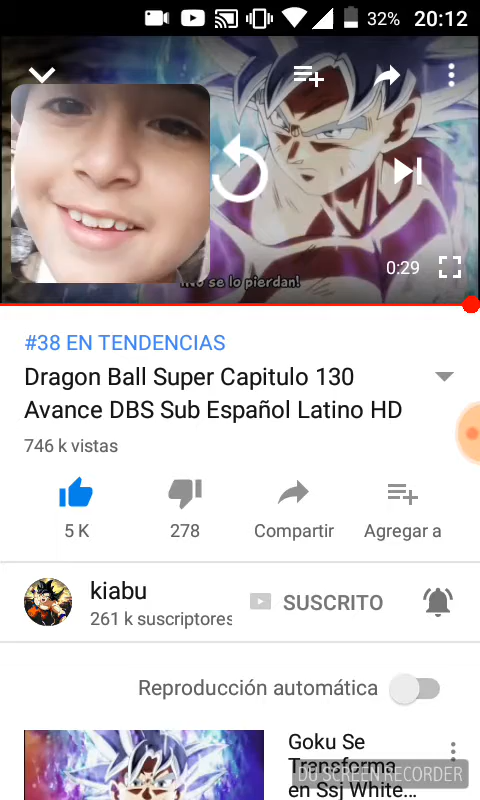 32% 20:12
No se lo pierdan!
0:29
#38 EN TENDENCIAS
Dragon Ball Super Capitulo 130
Avance DBS Sub Español Latino HD
746 k vistas
5 K 278 Compartir Agregar a
kiabu
261 k suscriptores
SUSCRITO
Reproducción automática
Goku Se
Transforma
en Ssj White...
DU SCREEN RECORDER